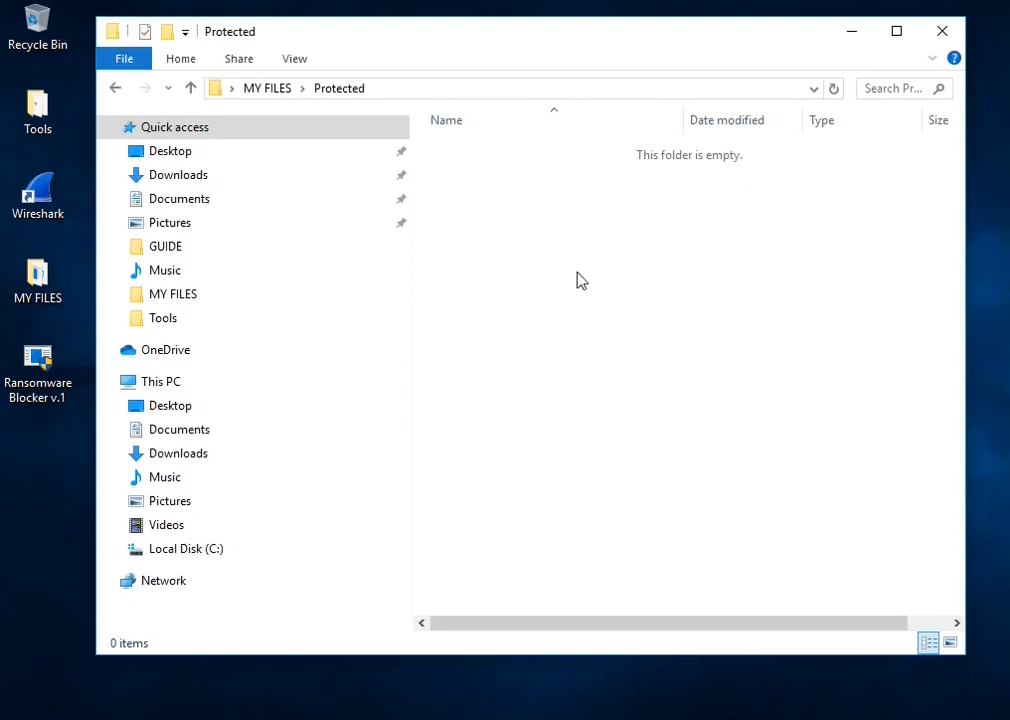 Recycle Bin
Tools
Wireshark
MY FILES
Ransomware
Blocker v.1
Protected
File
Home
Share
View
MY FILES
Protected
Search Pr...
Quick access
Desktop
Downloads
Documents
Pictures
GUIDE
Music
MY FILES
Tools
OneDrive
This PC
Desktop
Documents
Downloads
Music
Pictures
Videos
Local Disk (C:)
Network
Name
Date modified
Type
Size
This folder is empty.
0 items